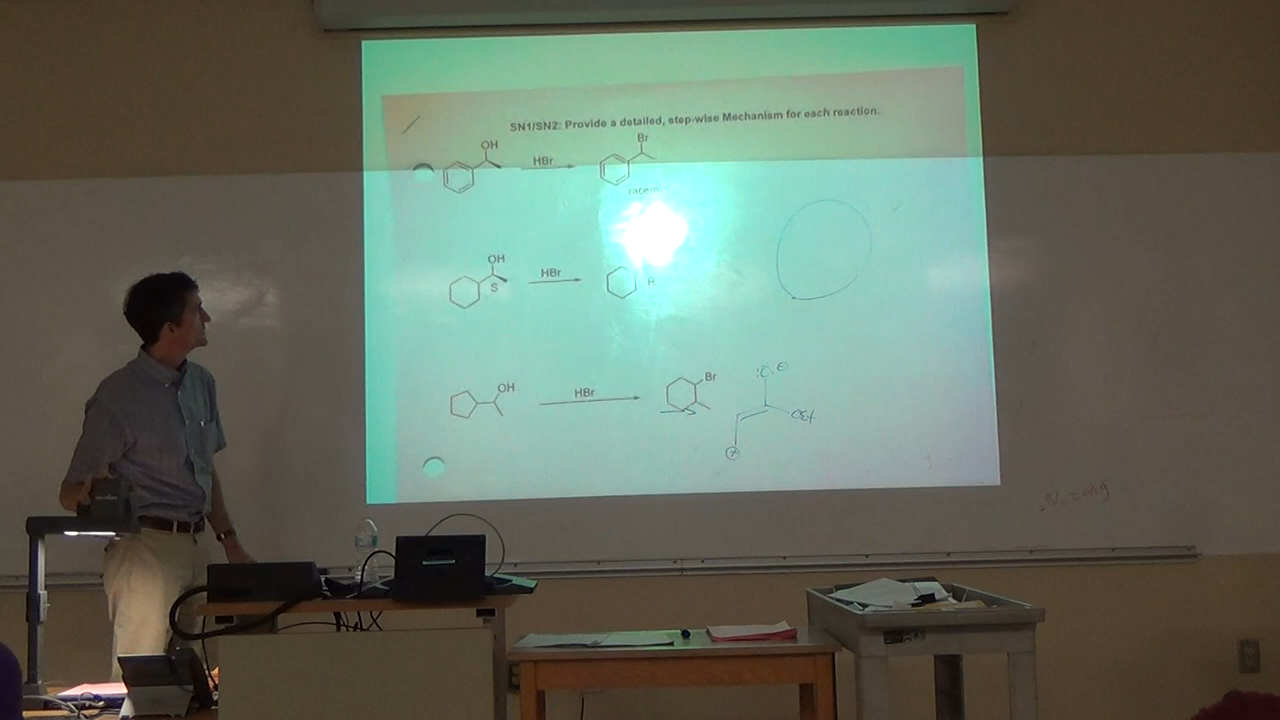 SN1/SN2: Provide a detailed, step-wise Mechanism for each reaction.
OH
HBr
Br
OH
S
HBr
R
OH
HBr
Br
:O: ⊖
OEt
N = mg